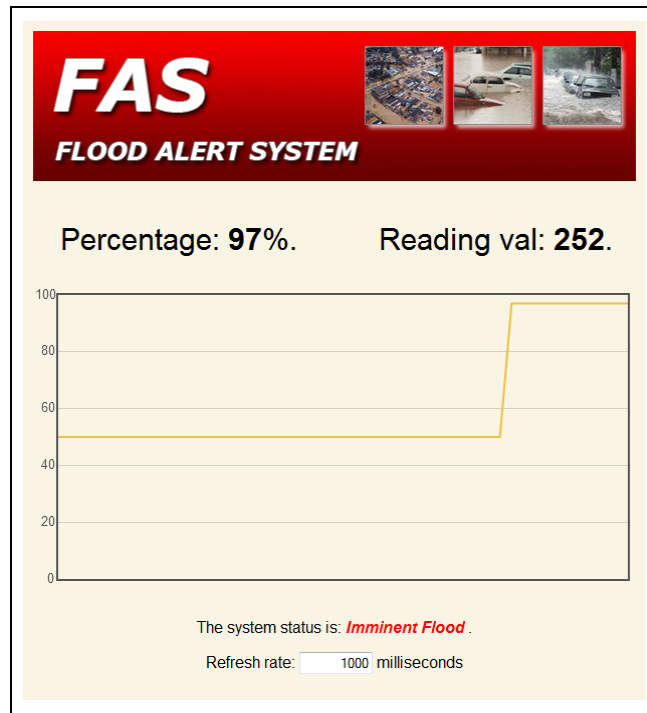 FAS
FLOOD ALERT SYSTEM
Percentage: 97%. Reading val: 252.
100
80
60
40
20
0
The system status is: Imminent Flood .
Refresh rate: 1000 milliseconds